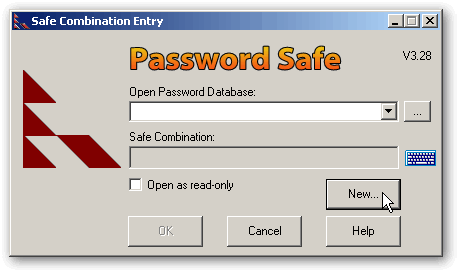 Safe Combination Entry
Password Safe
V3.28
Open Password Database:
...
Safe Combination:
Open as read-only
New...
OK
Cancel
Help